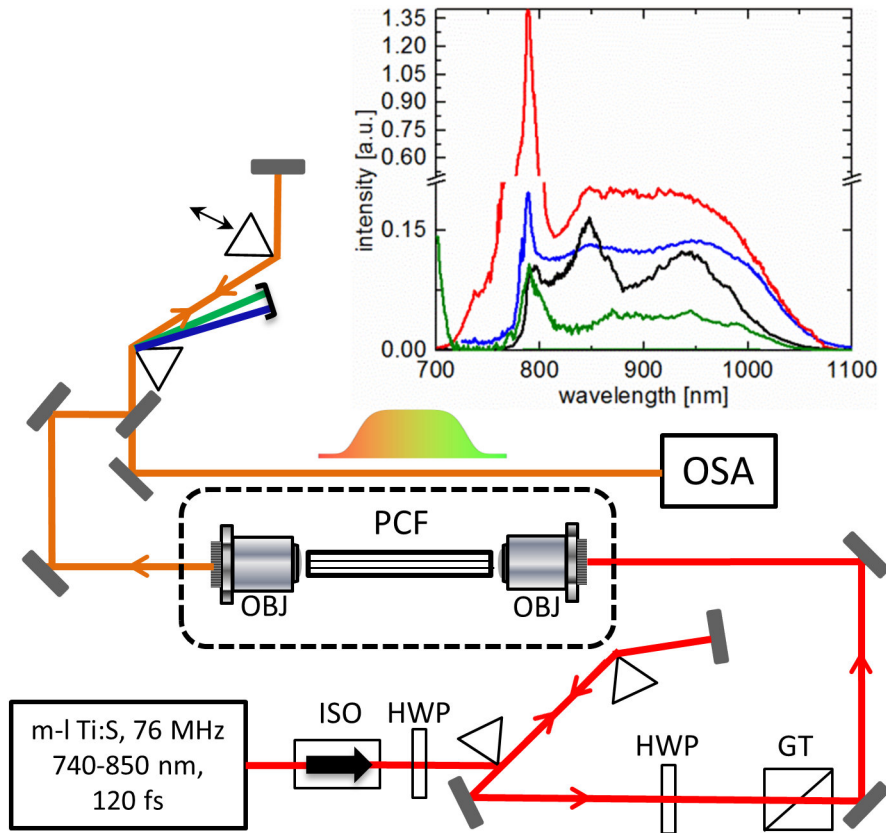 1.35
1.20
1.05
0.90
0.75
0.60
0.15
0.00
intensity [a.u.]
700 800 900 1000 1100
wavelength [nm]
OSA
PCF
OBJ OBJ
ISO HWP
m-l Ti:S, 76 MHz
740-850 nm,
120 fs
HWP GT